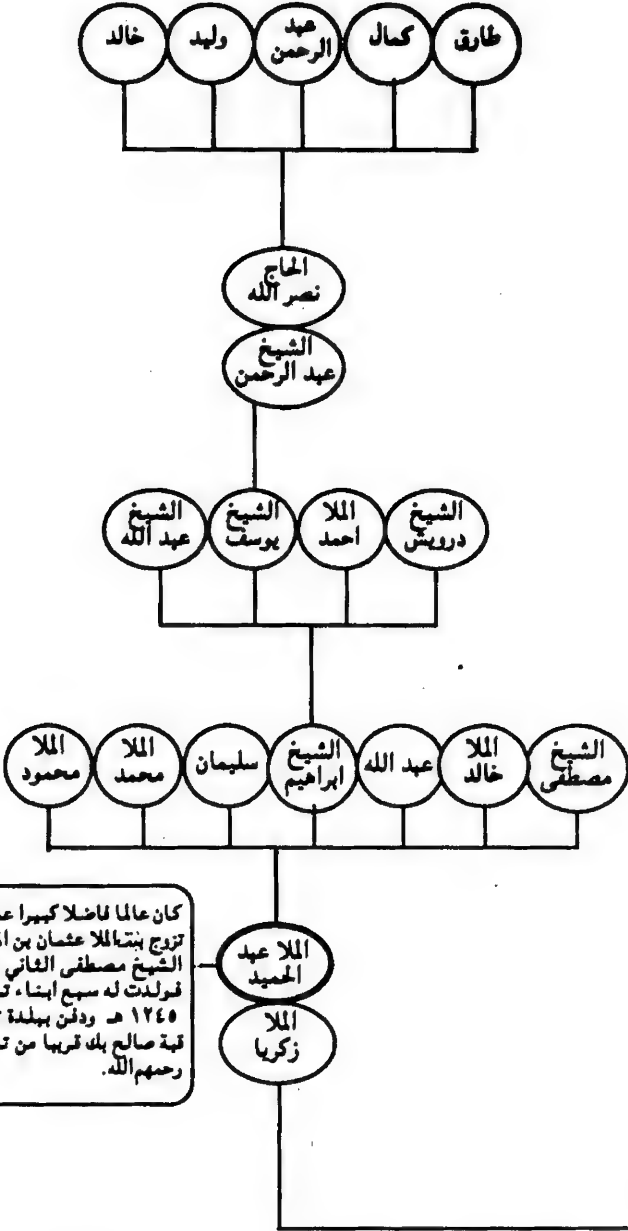 طارق
كمال
عبد
الرحمن
وليد
خالد
الحاج
نصر الله
الشيخ
عبد الرحمن
الشيخ
درويش
الملا
احمد
الشيخ
يوسف
الشيخ
عبد الله
الشيخ
مصطفى
الملا
خالد
عبد الله
الشيخ
ابراهيم
سليمان
الملا
محمد
الملا
محمود
الملا عبد
الحميد
الملا
زكريا
كان عالما فاضلا كبيرا
تزوج بنت الملا عثمان بن
الشيخ مصطفى الثاني
فولدت له سبع ابناء
١٢٤٥ هـ ودفن ببلدة
قبة صالح بك قريبا من
رحمهم الله.